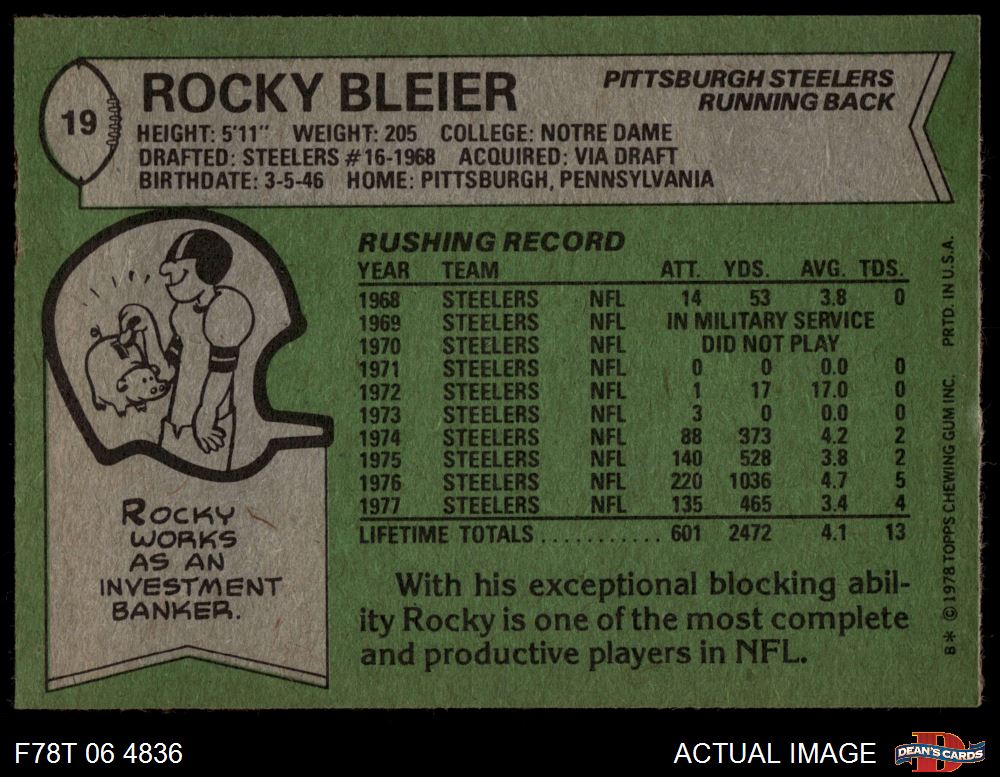 19
ROCKY BLEIER
PITTSBURGH STEELERS
RUNNING BACK
HEIGHT: 5'11" WEIGHT: 205 COLLEGE: NOTRE DAME
DRAFTED: STEELERS #16-1968 ACQUIRED: VIA DRAFT
BIRTHDATE: 3-5-46 HOME: PITTSBURGH, PENNSYLVANIA
RUSHING RECORD
YEAR TEAM ATT. YDS. AVG. TDS.
1968 STEELERS NFL 14 53 3.8 0
1969 STEELERS NFL IN MILITARY SERVICE
1970 STEELERS NFL DID NOT PLAY
1971 STEELERS NFL 0 0 0.0 0
1972 STEELERS NFL 1 17 17.0 0
1973 STEELERS NFL 3 0 0.0 0
1974 STEELERS NFL 88 373 4.2 2
1975 STEELERS NFL 140 528 3.8 2
1976 STEELERS NFL 220 1036 4.7 5
1977 STEELERS NFL 135 465 3.4 4
LIFETIME TOTALS ........... 601 2472 4.1 13
ROCKY
WORKS
AS AN
INVESTMENT
BANKER.
With his exceptional blocking abil-
ity Rocky is one of the most complete
and productive players in NFL.
B* © 1978 TOPPS CHEWING GUM INC. PRTD. IN U.S.A.
F78T 06 4836
ACTUAL IMAGE
DEAN'S CARDS